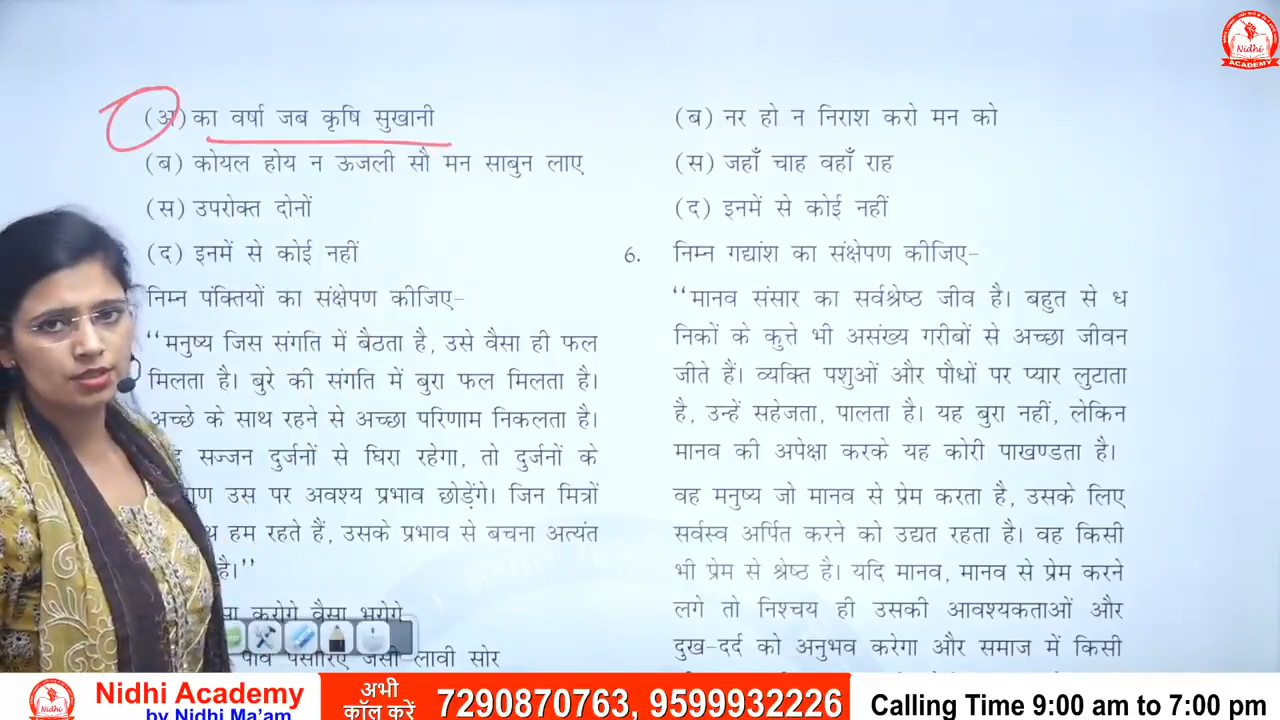 (अ) का वर्षा जब कृषि सुखानी
(ब) कोयल होय न ऊजली सौ मन साबुन लाए
(स) उपरोक्त दोनों
(द) इनमें से कोई नहीं
निम्न पंक्तियों का संक्षेपण कीजिए-
‘‘मनुष्य जिस संगति में बैठता है, उसे वैसा ही फल
मिलता है। बुरे की संगति में बुरा फल मिलता है।
अच्छे के साथ रहने से अच्छा परिणाम निकलता है।
सज्जन दुर्जनों से घिरा रहेगा, तो दुर्जनों के
उस पर अवश्य प्रभाव छोड़ेंगे। जिन मित्रों
हम रहते हैं, उसके प्रभाव से बचना अत्यंत
है।’’
करोगे वैसा भरोगे
पसारिए जेसी लावी सोर
(ब) नर हो न निराश करो मन को
(स) जहाँ चाह वहाँ राह
(द) इनमें से कोई नहीं
6. निम्न गद्यांश का संक्षेपण कीजिए-
‘‘मानव संसार का सर्वश्रेष्ठ जीव है। बहुत से ध
निकों के कुत्ते भी असंख्य गरीबों से अच्छा जीवन
जीते हैं। व्यक्ति पशुओं और पौधों पर प्यार लुटाता
है, उन्हें सहेजता, पालता है। यह बुरा नहीं, लेकिन
मानव की अपेक्षा करके यह कोरी पाखण्डता है।
वह मनुष्य जो मानव से प्रेम करता है, उसके लिए
सर्वस्व अर्पित करने को उद्यत रहता है। वह किसी
भी प्रेम से श्रेष्ठ है। यदि मानव, मानव से प्रेम करने
लगे तो निश्चय ही उसकी आवश्यकताओं और
दुख-दर्द को अनुभव करेगा और समाज में किसी
Nidhi
ACADEMY
Nidhi Academy
by Nidhi Ma'am
अभी
कॉल करें
7290870763, 9599932226
Calling Time 9:00 am to 7:00 pm